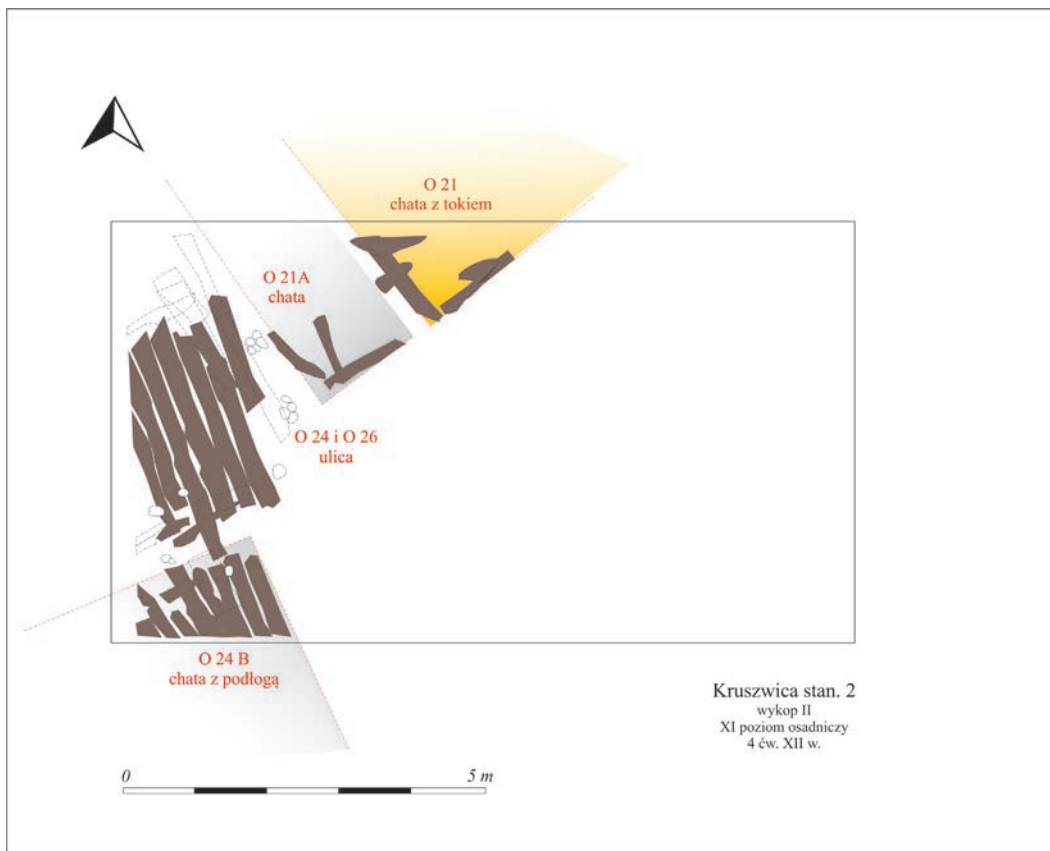 O 21
chata z tokiem
O 21A
chata
O 24 i O 26
ulica
O 24 B
chata z podłogą
Kruszwica stan. 2
wykop II
XI poziom osadniczy
4 ćw. XII w.
0
5 m